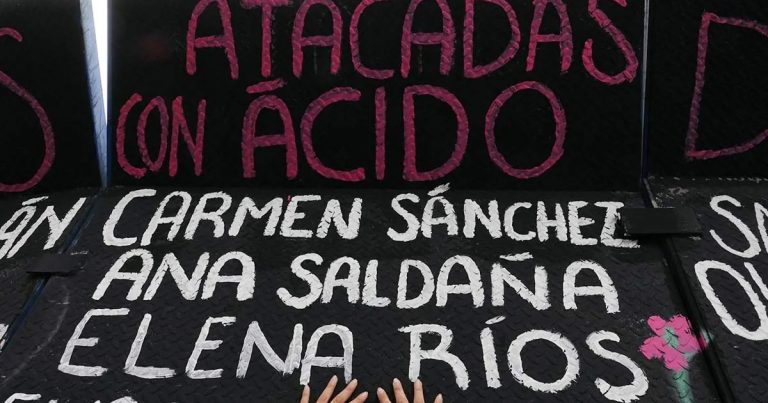 ATACADAS
CON ÁCIDO
CARMEN SÁNCHEZ
ANA SALDAÑA
ELENA RÍOS